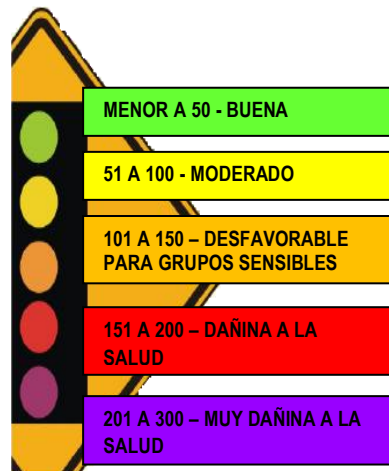 MENOR A 50 - BUENA
51 A 100 - MODERADO
101 A 150 – DESFAVORABLE
PARA GRUPOS SENSIBLES
151 A 200 – DAÑINA A LA
SALUD
201 A 300 – MUY DAÑINA A LA
SALUD